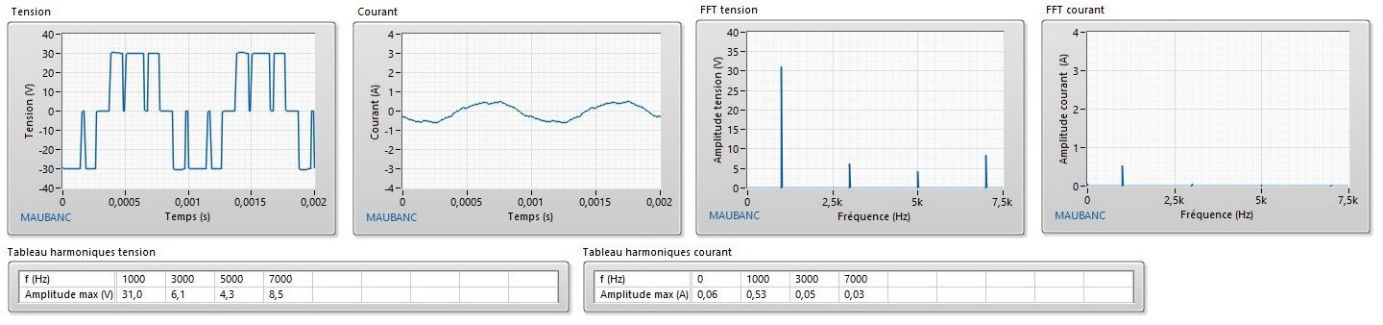 Tension
Courant
FFT tension
FFT courant
40
30
20
10
0
-10
-20
-30
-40
Tension (V)
0
0,0005
0,001
0,0015
0,002
MAUBANC
Temps (s)
4
3
2
1
0
-1
-2
-3
-4
Courant (A)
0
0,0005
0,001
0,0015
0,002
MAUBANC
Temps (s)
40
35
30
25
20
15
10
5
0
Amplitude tension (V)
0
2,5k
5k
7,5k
MAUBANC
Fréquence (Hz)
4
3
2
1
0
Amplitude courant (A)
0
2,5k
5k
7,5k
MAUBANC
Fréquence (Hz)
Tableau harmoniques tension
f (Hz) 1000 3000 5000 7000
Amplitude max (V) 31,0 6,1 4,3 8,5
Tableau harmoniques courant
f (Hz) 0 1000 3000 7000
Amplitude max (A) 0,06 0,53 0,05 0,03